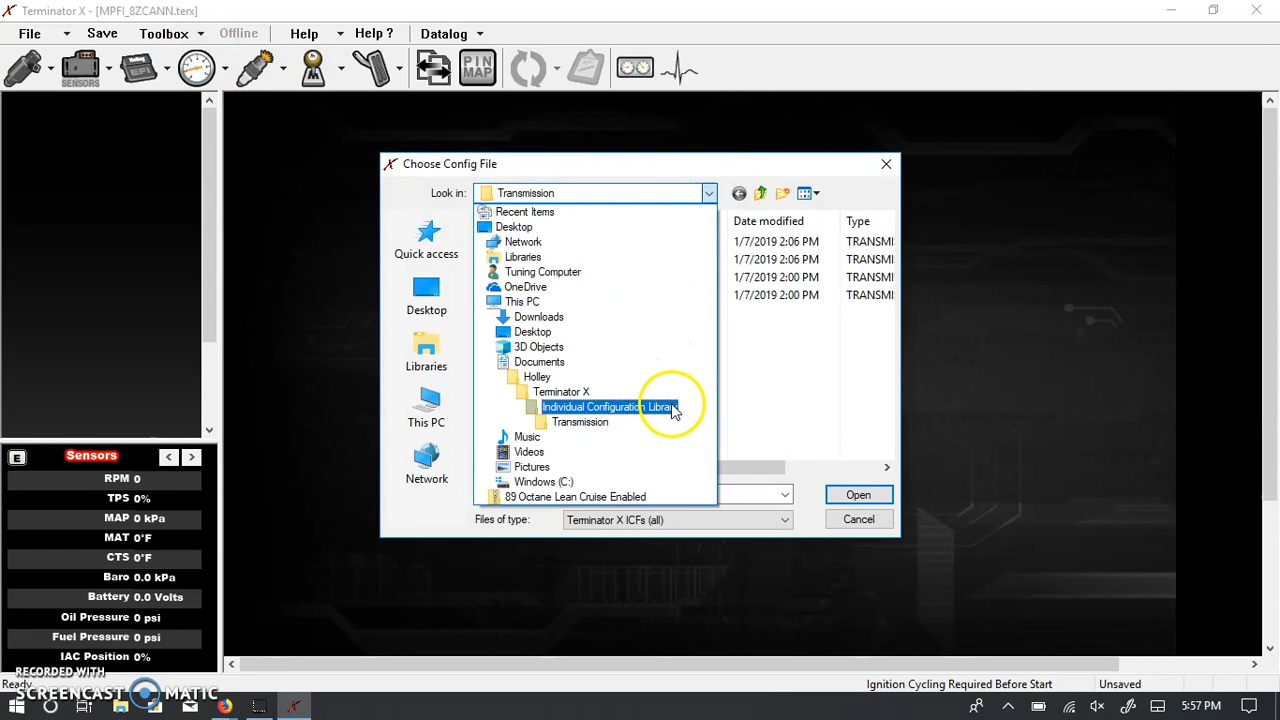 Terminator X - [MPFI_8ZCANN.terx]
File Save Toolbox Offline Help Help ? Datalog
SENSORS EFI PIN MAP
Choose Config File
Look in: Transmission
Date modified Type
Recent Items
Desktop
Network
Libraries
Tuning Computer
OneDrive
This PC
Downloads
Desktop
3D Objects
Documents
Holley
Terminator X
Individual Configuration Library
Transmission
Music
Videos
Pictures
Windows (C:)
89 Octane Lean Cruise Enabled
1/7/2019 2:06 PM TRANSMI
1/7/2019 2:06 PM TRANSMI
1/7/2019 2:00 PM TRANSMI
1/7/2019 2:00 PM TRANSMI
Quick access
Desktop
Libraries
This PC
Network
Open
Files of type: Terminator X ICFs (all) Cancel
E Sensors
RPM 0
TPS 0%
MAP 0 kPa
MAT 0°F
CTS 0°F
Baro 0.0 kPa
Battery 0.0 Volts
Oil Pressure 0 psi
Fuel Pressure 0 psi
IAC Position 0%
RECORDED WITH
SCREENCAST MATIC
Ready
Ignition Cycling Required Before Start Unsaved
5:57 PM